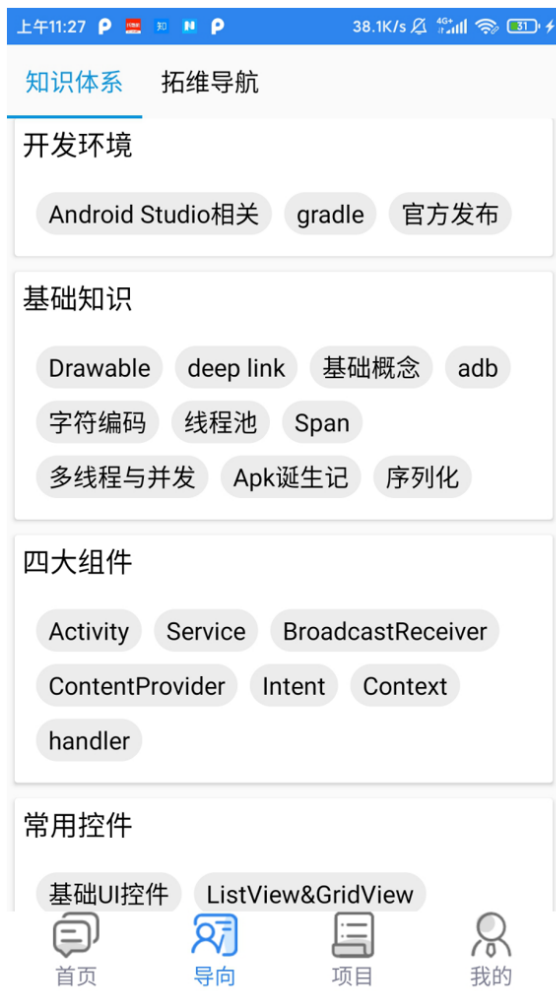 上午11:27 38.1K/s 4G+ 31
知识体系 拓维导航
开发环境
Android Studio相关 gradle 官方发布
基础知识
Drawable deep link 基础概念 adb
字符编码 线程池 Span
多线程与并发 Apk诞生记 序列化
四大组件
Activity Service BroadcastReceiver
ContentProvider Intent Context
handler
常用控件
基础UI控件 ListView&GridView
首页 导向 项目 我的